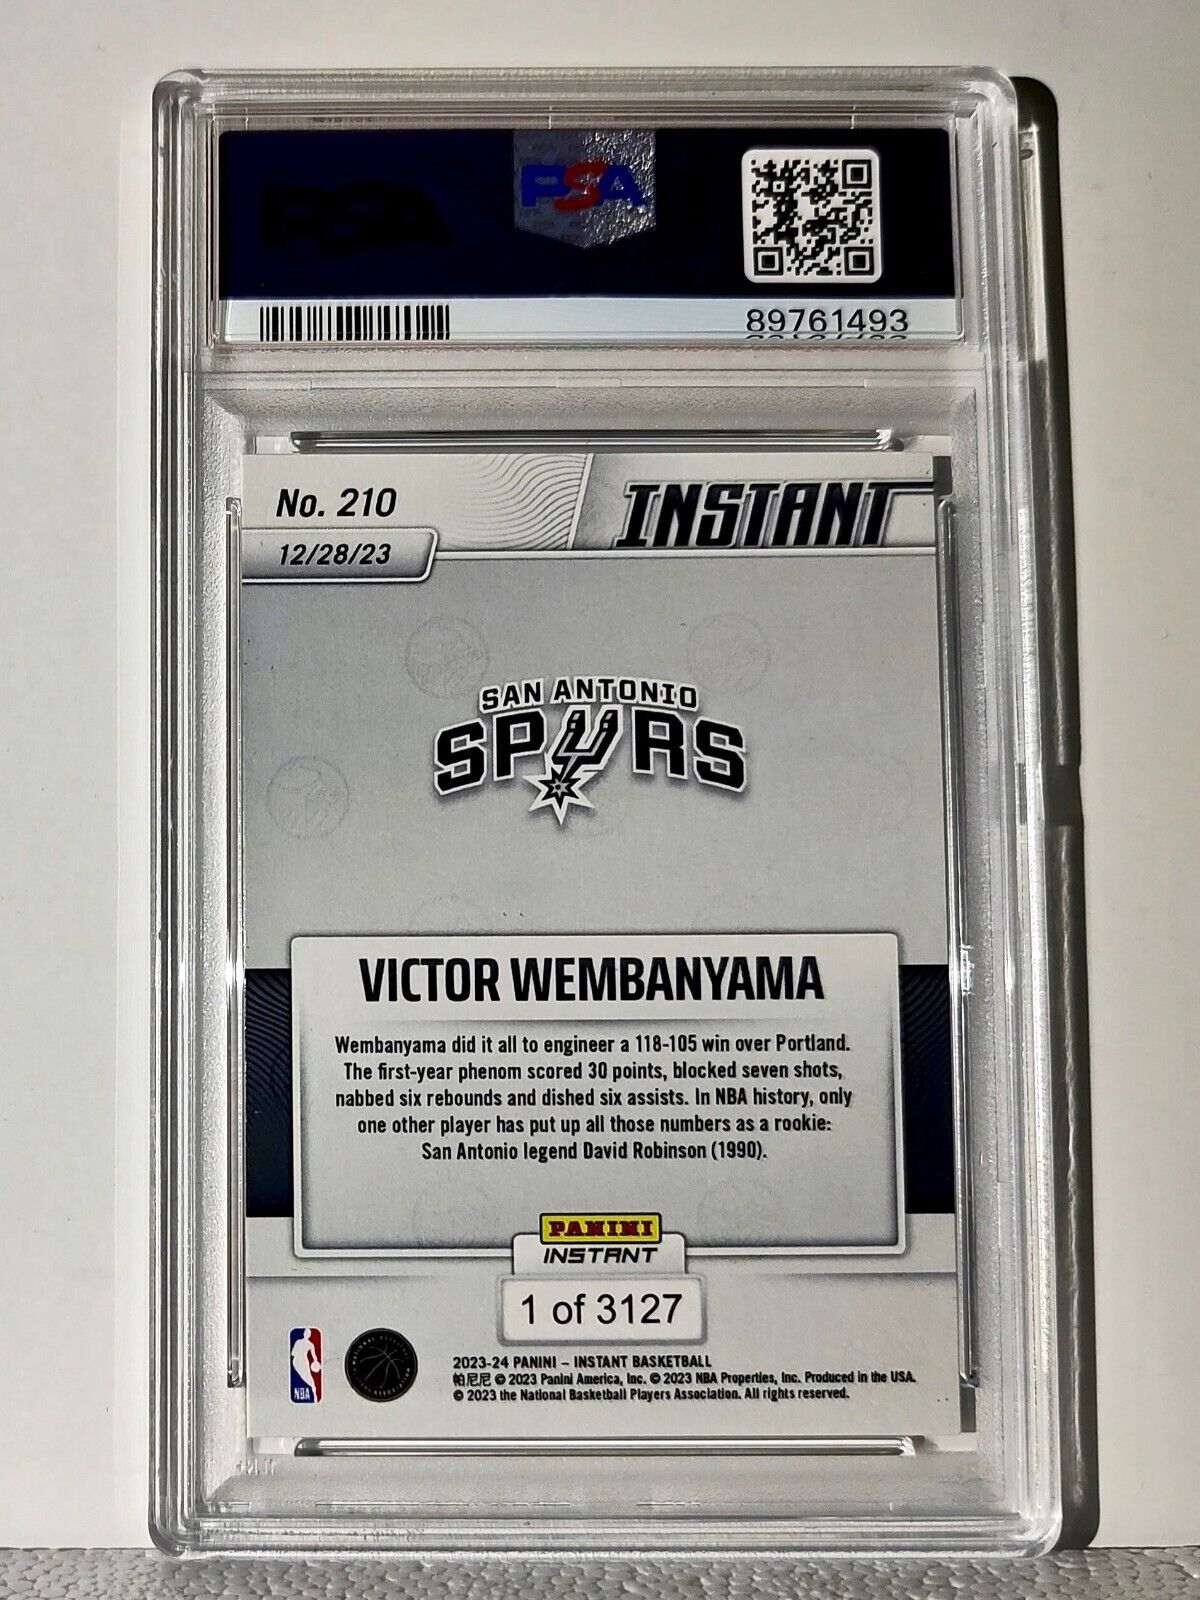 PSA
PSA
89761493
No. 210
INSTANT
12/28/23
SAN ANTONIO
SPURS
VICTOR WEMBANYAMA
Wembanyama did it all to engineer a 118-105 win over Portland.
The first-year phenom scored 30 points, blocked seven shots,
nabbed six rebounds and dished six assists. In NBA history, only
one other player has put up all those numbers as a rookie:
San Antonio legend David Robinson (1990).
PANINI
INSTANT
1 of 3127
NBA
2023-24 PANINI – INSTANT BASKETBALL
帕尼尼 © 2023 Panini America, Inc. © 2023 NBA Properties, Inc. Produced in the USA.
© 2023 the National Basketball Players Association. All rights reserved.